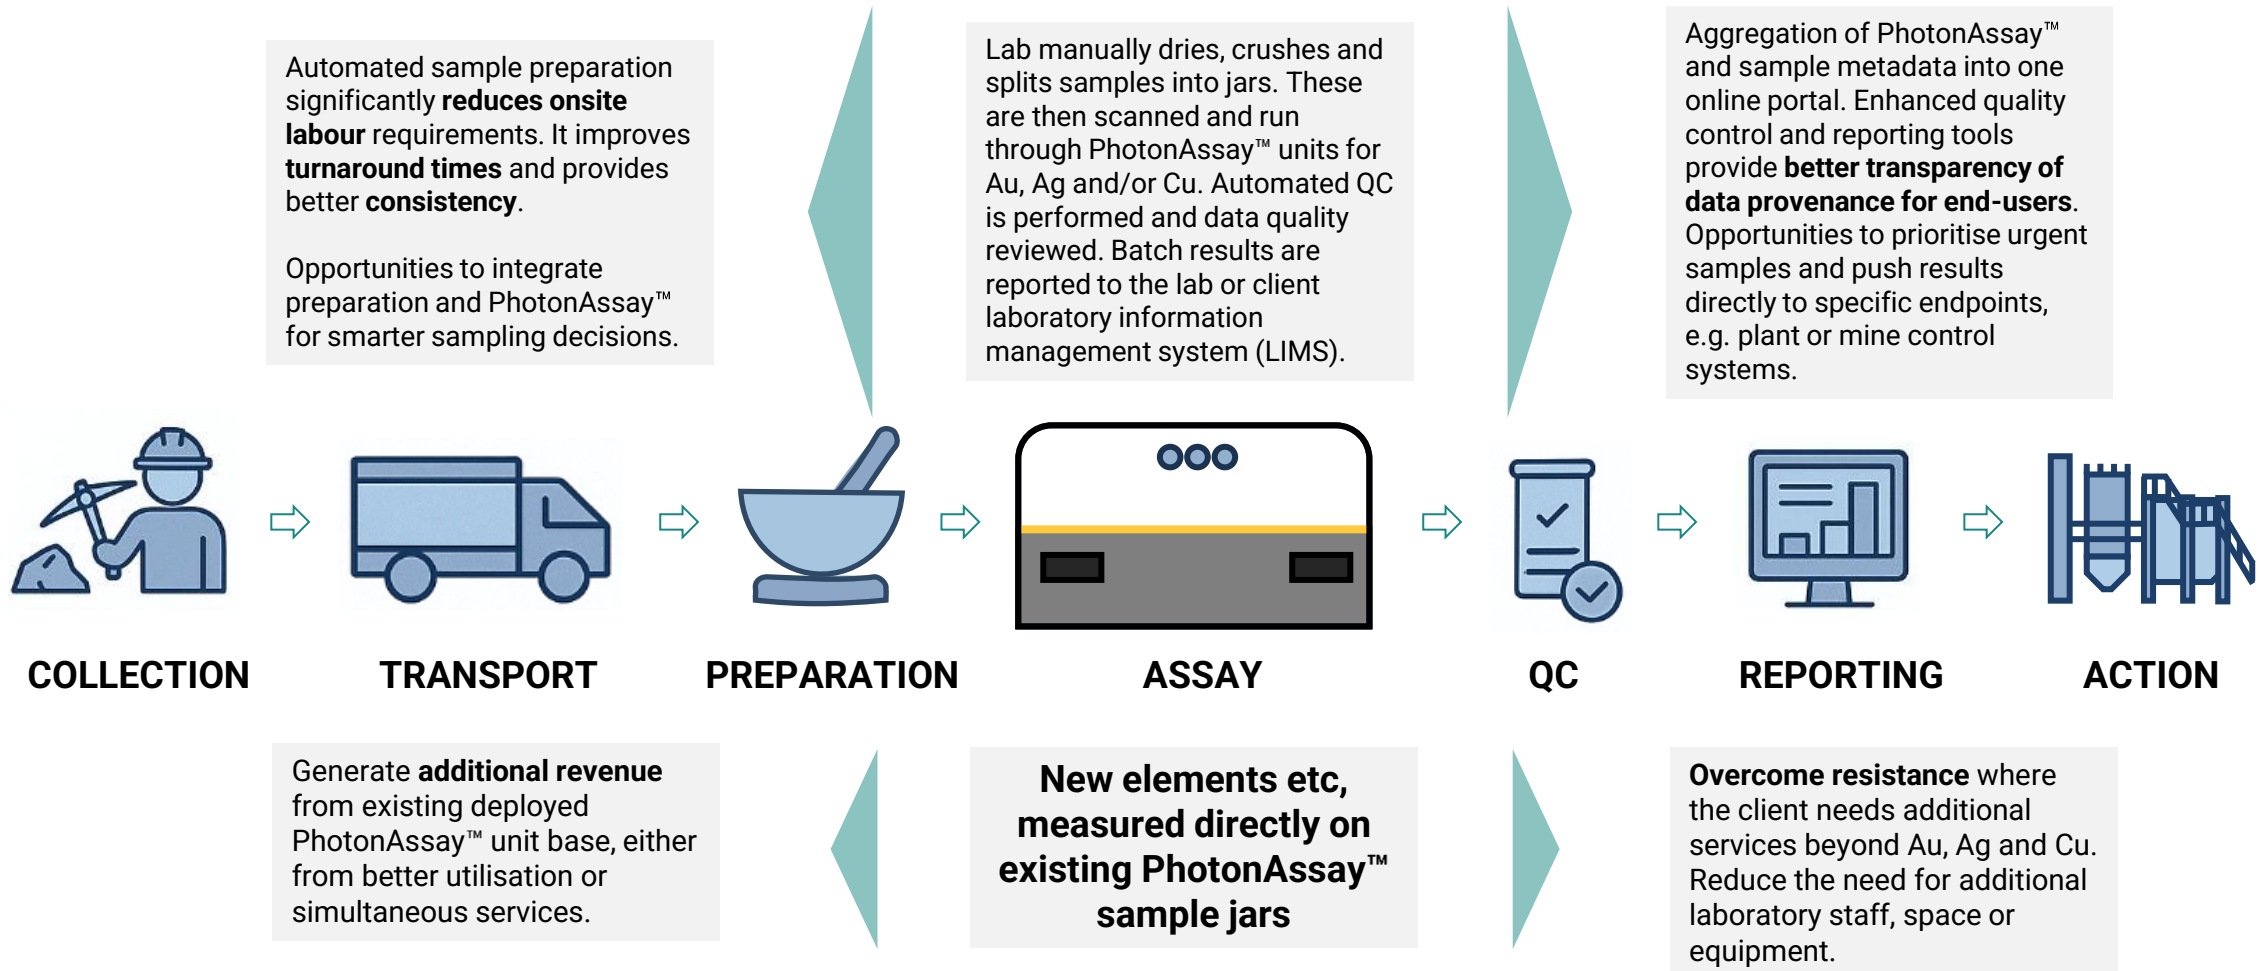 Automated sample preparation
significantly reduces onsite
labour requirements. It improves
turnaround times and provides
better consistency.
Opportunities to integrate
preparation and PhotonAssay™
for smarter sampling decisions.
Lab manually dries, crushes and
splits samples into jars. These
are then scanned and run
through PhotonAssay™ units for
Au, Ag and/or Cu. Automated QC
is performed and data quality
reviewed. Batch results are
reported to the lab or client
laboratory information
management system (LIMS).
Aggregation of PhotonAssay™
and sample metadata into one
online portal. Enhanced quality
control and reporting tools
provide better transparency of
data provenance for end-users.
Opportunities to prioritise urgent
samples and push results
directly to specific endpoints,
e.g. plant or mine control
systems.
COLLECTION
TRANSPORT
PREPARATION
ASSAY
QC
REPORTING
ACTION
Generate additional revenue
from existing deployed
PhotonAssay™ unit base, either
from better utilisation or
simultaneous services.
New elements etc,
measured directly on
existing PhotonAssay™
sample jars
Overcome resistance where
the client needs additional
services beyond Au, Ag and Cu.
Reduce the need for additional
laboratory staff, space or
equipment.